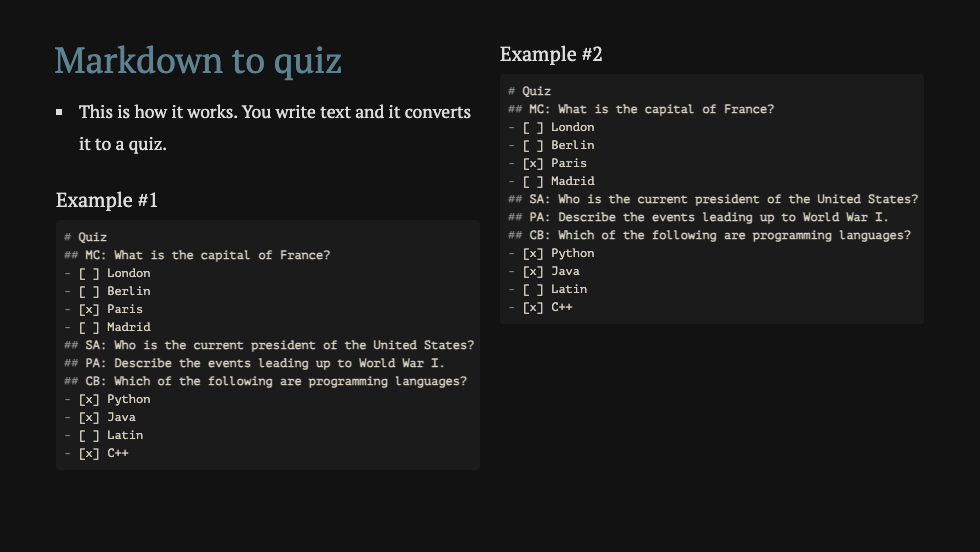 Markdown to quiz
▪ This is how it works. You write text and it converts
it to a quiz.
Example #1
# Quiz
## MC: What is the capital of France?
- [ ] London
- [ ] Berlin
- [x] Paris
- [ ] Madrid
## SA: Who is the current president of the United States?
## PA: Describe the events leading up to World War I.
## CB: Which of the following are programming languages?
- [x] Python
- [x] Java
- [ ] Latin
- [x] C++
Example #2
# Quiz
## MC: What is the capital of France?
- [ ] London
- [ ] Berlin
- [x] Paris
- [ ] Madrid
## SA: Who is the current president of the United States?
## PA: Describe the events leading up to World War I.
## CB: Which of the following are programming languages?
- [x] Python
- [x] Java
- [ ] Latin
- [x] C++